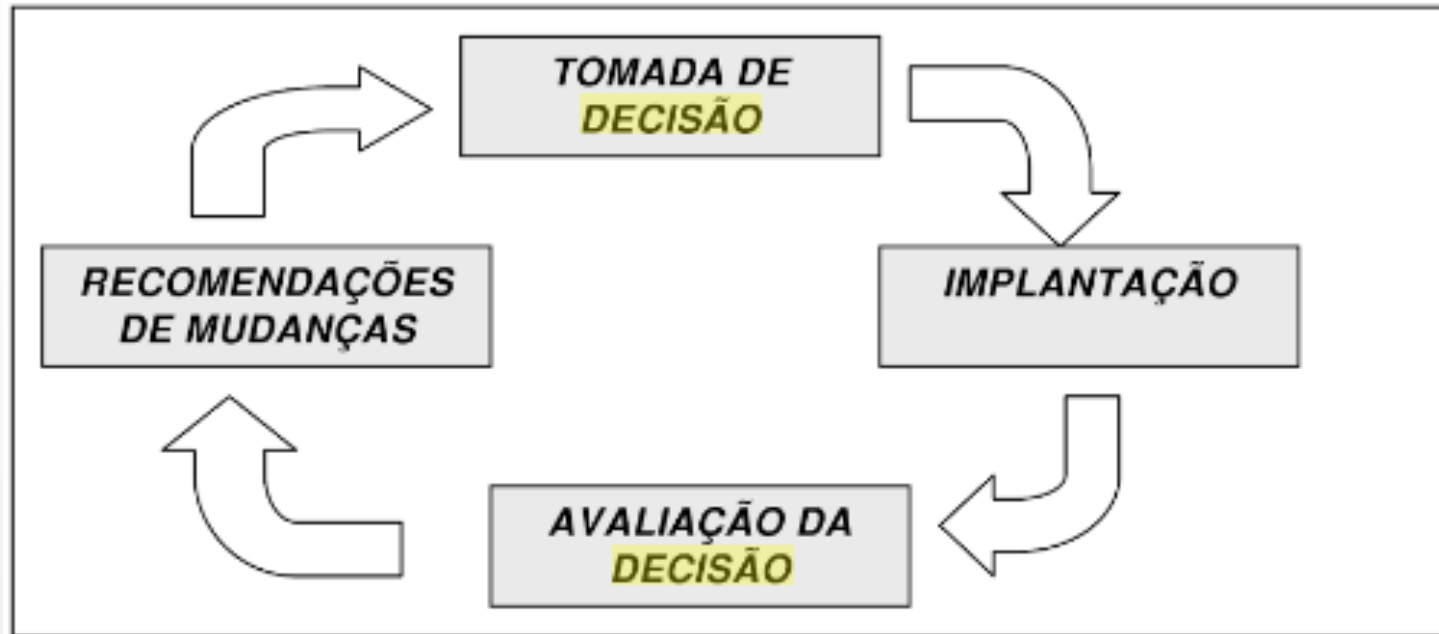 TOMADA DE
DECISÃO
IMPLANTAÇÃO
AVALIAÇÃO DA
DECISÃO
RECOMENDAÇÕES
DE MUDANÇAS